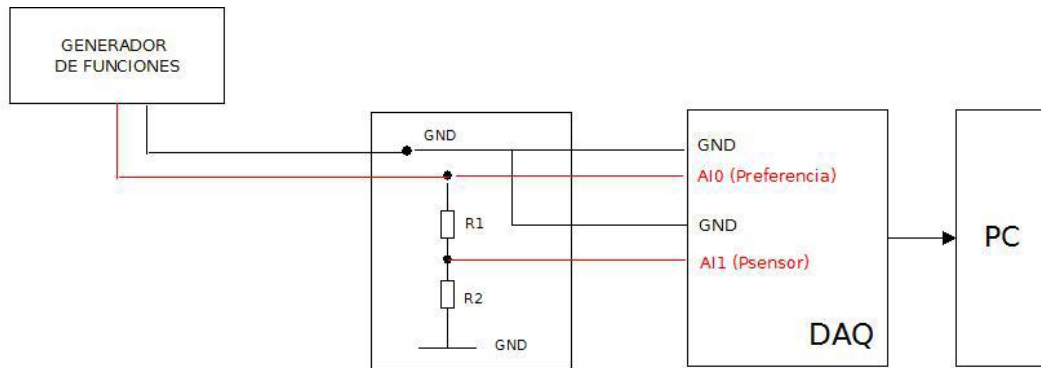 GENERADOR
DE FUNCIONES
GND
GND
AI0 (Preferencia)
R1
GND
AI1 (Psensor)
R2
GND
DAQ
PC